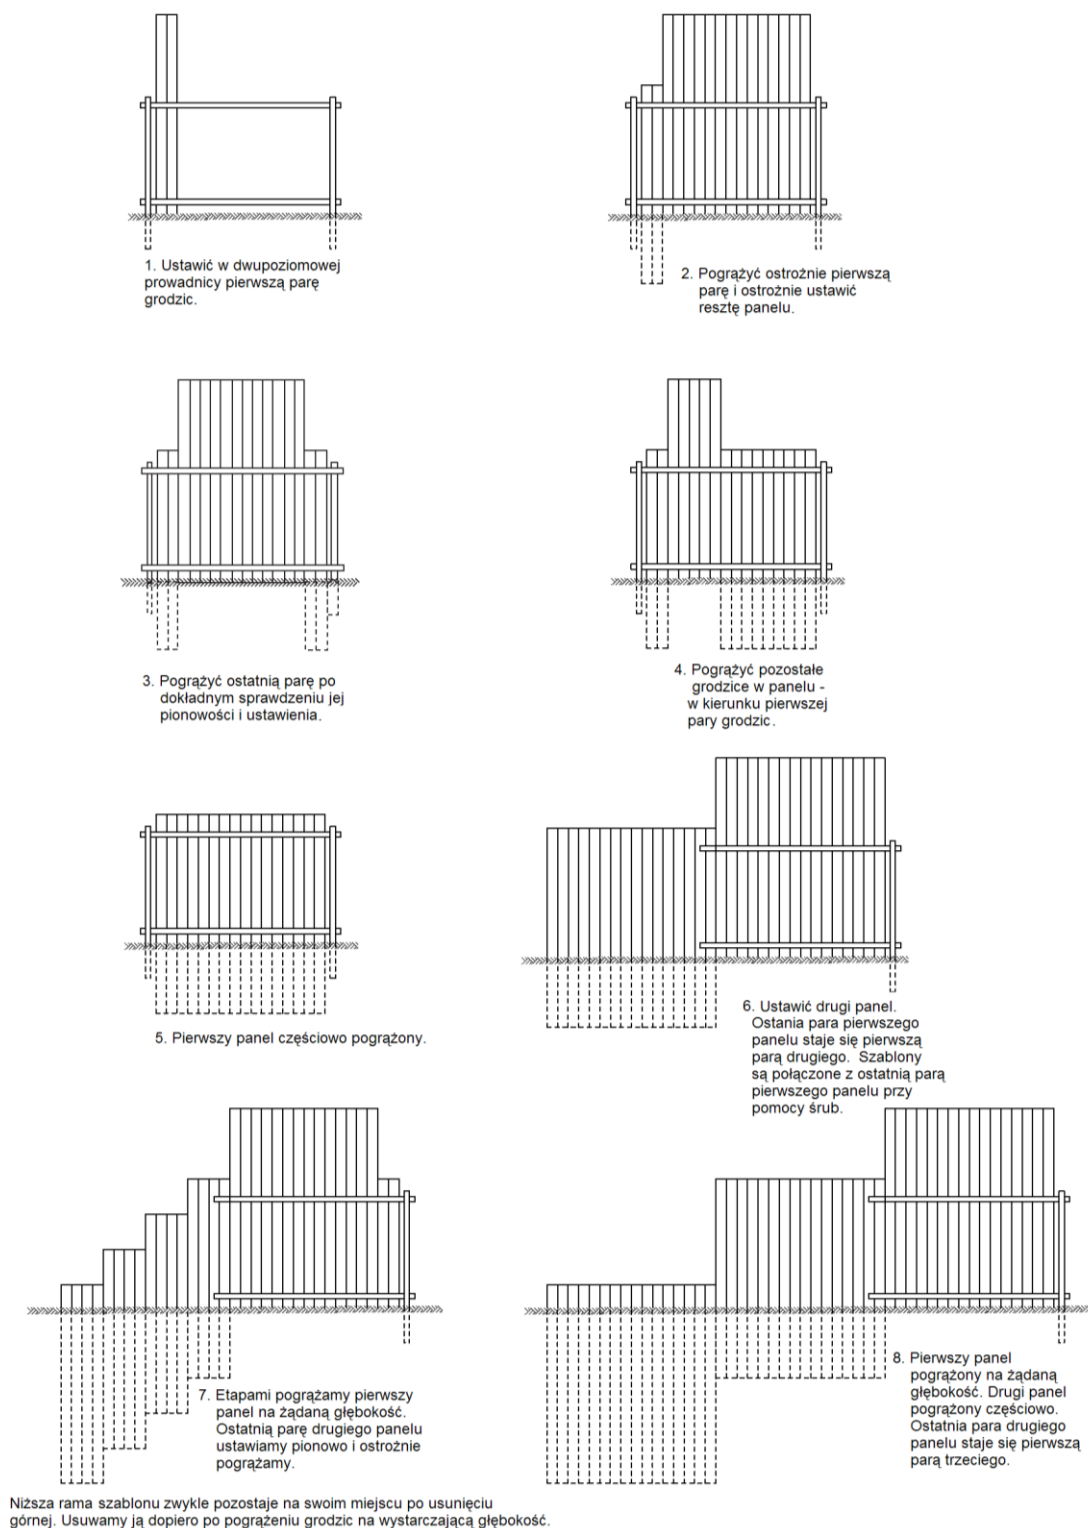 1. Ustawić w dwupoziomowej
prowadnicy pierwszą parę
grodzic.
2. Pogrążyć ostrożnie pierwszą
parę i ostrożnie ustawić
resztę panelu.
3. Pogrążyć ostatnią parę po
dokładnym sprawdzeniu jej
pionowości i ustawienia.
4. Pogrążyć pozostałe
grodzice w panelu -
w kierunku pierwszej
pary grodzic.
5. Pierwszy panel częściowo pogrążony.
6. Ustawić drugi panel.
Ostania para pierwszego
panelu staje się pierwszą
parą drugiego. Szablony
są połączone z ostatnią parą
pierwszego panelu przy
pomocy śrub.
7. Etapami pogrążamy pierwszy
panel na żądaną głębokość.
Ostatnią parę drugiego panelu
ustawiamy pionowo i ostrożnie
pogrążamy.
8. Pierwszy panel
pogrążony na żądaną
głębokość. Drugi panel
pogrążony częściowo.
Ostatnia para drugiego
panelu staje się pierwszą
parą trzeciego.
Niższa rama szablonu zwykle pozostaje na swoim miejscu po usunięciu
górnej. Usuwamy ją dopiero po pogrążeniu grodzic na wystarczającą głębokość.